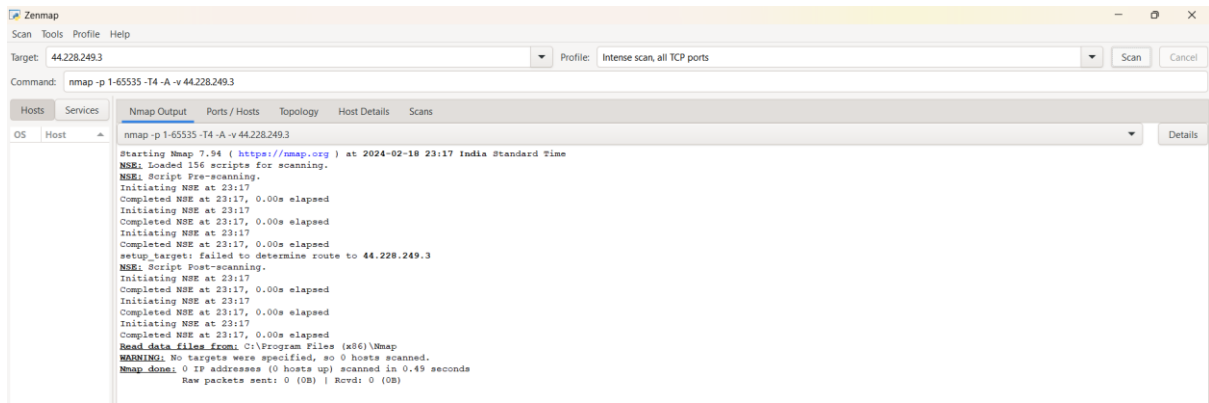 Zenmap
Scan Tools Profile Help
Target: 44.228.249.3 Profile: Intense scan, all TCP ports Scan Cancel
Command: nmap -p 1-65535 -T4 -A -v 44.228.249.3
Hosts Services Nmap Output Ports / Hosts Topology Host Details Scans
OS Host nmap -p 1-65535 -T4 -A -v 44.228.249.3 Details
Starting Nmap 7.94 ( https://nmap.org ) at 2024-02-18 23:17 India Standard Time
NSE: Loaded 156 scripts for scanning.
NSE: Script Pre-scanning.
Initiating NSE at 23:17
Completed NSE at 23:17, 0.00s elapsed
Initiating NSE at 23:17
Completed NSE at 23:17, 0.00s elapsed
Initiating NSE at 23:17
Completed NSE at 23:17, 0.00s elapsed
setup_target: failed to determine route to 44.228.249.3
NSE: Script Post-scanning.
Initiating NSE at 23:17
Completed NSE at 23:17, 0.00s elapsed
Initiating NSE at 23:17
Completed NSE at 23:17, 0.00s elapsed
Initiating NSE at 23:17
Completed NSE at 23:17, 0.00s elapsed
Read data files from: C:\Program Files (x86)\Nmap
WARNING: No targets were specified, so 0 hosts scanned.
Nmap done: 0 IP addresses (0 hosts up) scanned in 0.49 seconds
Raw packets sent: 0 (0B) | Rcvd: 0 (0B)